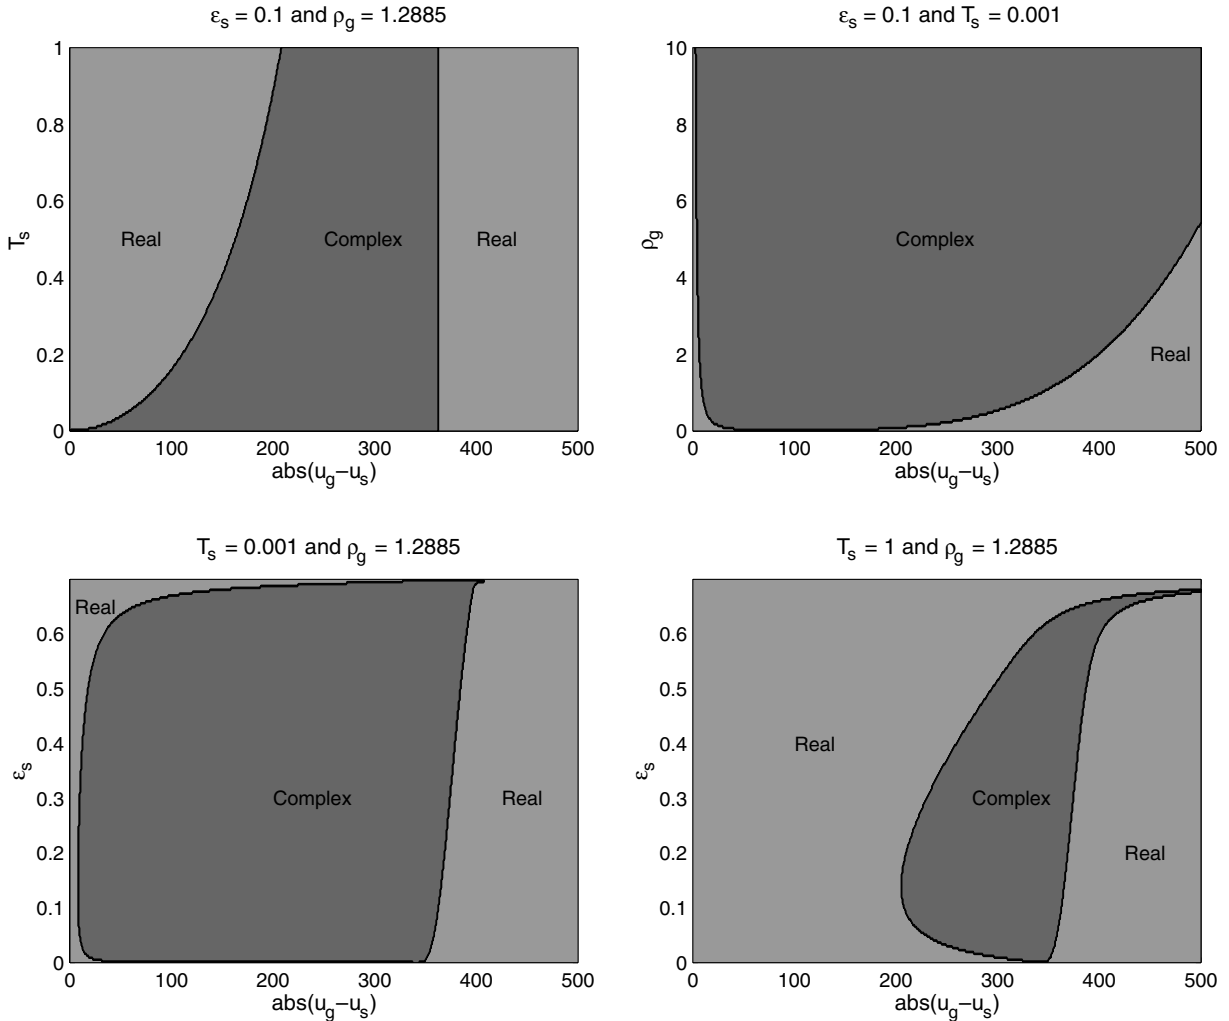 ε_s = 0.1 and ρ_g = 1.2885
1
0.8
0.6
0.4
0.2
0
T_s
Real
Complex
Real
0 100 200 300 400 500
abs(u_g−u_s)
ε_s = 0.1 and T_s = 0.001
10
8
6
4
2
0
ρ_g
Complex
Real
0 100 200 300 400 500
abs(u_g−u_s)
T_s = 0.001 and ρ_g = 1.2885
0.6
0.5
0.4
0.3
0.2
0.1
0
ε_s
Real
Complex
Real
0 100 200 300 400 500
abs(u_g−u_s)
T_s = 1 and ρ_g = 1.2885
0.6
0.5
0.4
0.3
0.2
0.1
0
ε_s
Real
Complex
Real
0 100 200 300 400 500
abs(u_g−u_s)